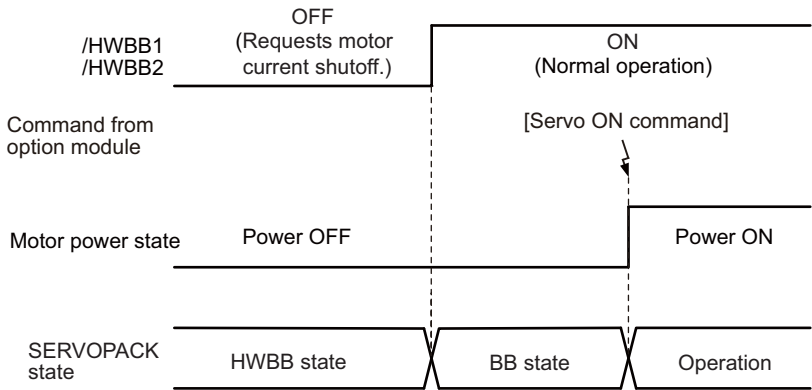 OFF
(Requests motor
current shutoff.)
/HWBB1
/HWBB2
ON
(Normal operation)
Command from
option module
[Servo ON command]
Motor power state
Power OFF
Power ON
SERVOPACK
state
HWBB state
BB state
Operation